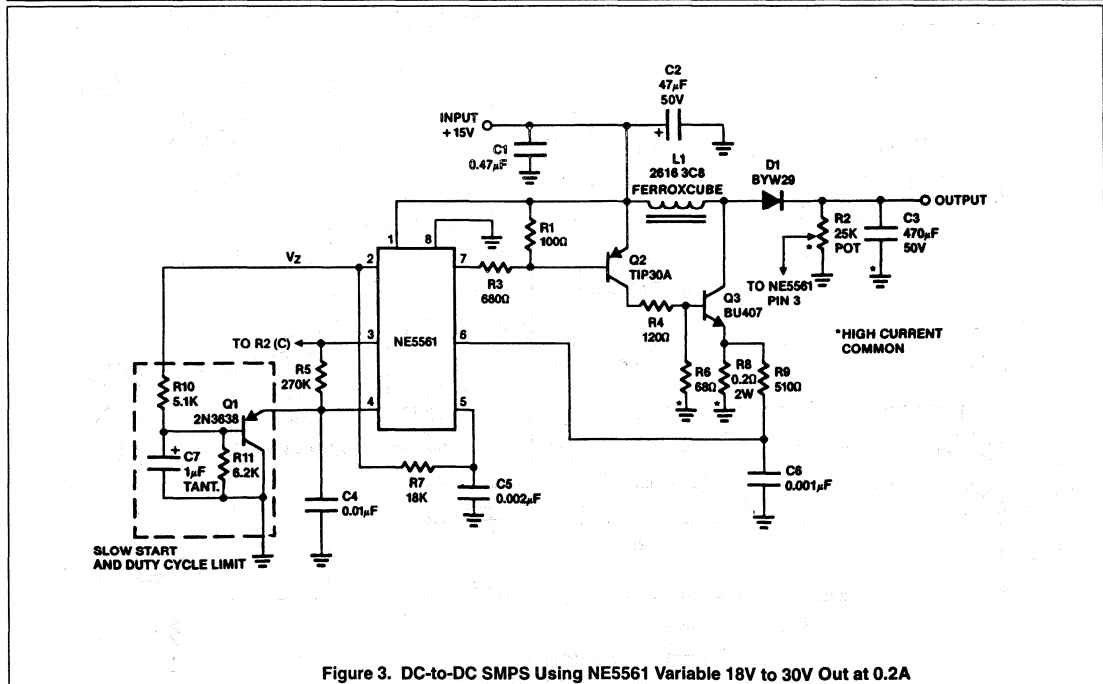 C2
47μF
50V
INPUT
+15V
+
C1
0.47μF
L1
2616 3C8
FERROXCUBE
D1
BYW29
OUTPUT
R2
25K
POT
*
C3
470μF
50V
*
TO NE5561
PIN 3
R1
100Ω
1
8
2
7
VZ
R3
680Ω
Q2
TIP30A
Q3
BU407
R4
120Ω
*HIGH CURRENT
COMMON
TO R2 (C)
3
NE5561
6
R5
270K
R6
68Ω
*
R8
0.2Ω
2W
*
R9
510Ω
R10
5.1K
Q1
2N3638
4
5
+
C7
1μF
TANT.
R11
6.2K
R7
18K
C5
0.002μF
C4
0.01μF
C6
0.001μF
SLOW START
AND DUTY CYCLE LIMIT
Figure 3. DC-to-DC SMPS Using NE5561 Variable 18V to 30V Out at 0.2A